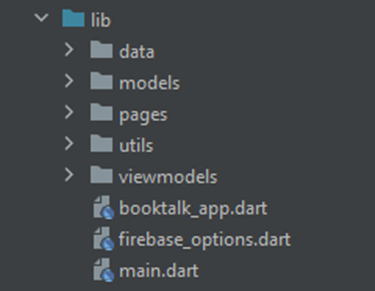 lib
data
models
pages
utils
viewmodels
booktalk_app.dart
firebase_options.dart
main.dart